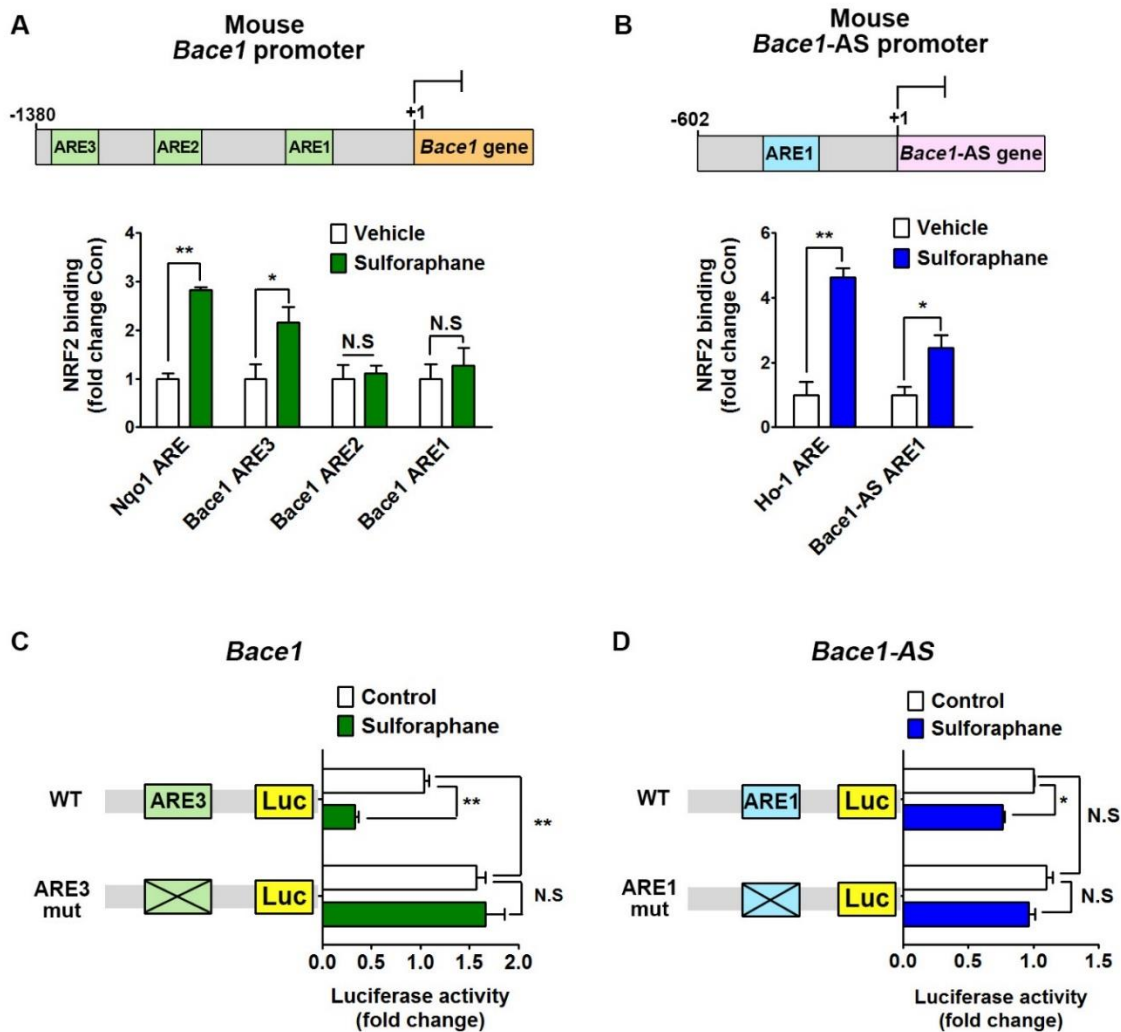 A
Mouse
Bace1 promoter
-1380
+1
ARE3
ARE2
ARE1
Bace1 gene
NRF2 binding
(fold change Con)
4
3
2
1
0
Vehicle
Sulforaphane
**
*
N.S
N.S
Nqo1 ARE
Bace1 ARE3
Bace1 ARE2
Bace1 ARE1
B
Mouse
Bace1-AS promoter
-602
+1
ARE1
Bace1-AS gene
NRF2 binding
(fold change Con)
6
4
2
0
Vehicle
Sulforaphane
**
*
Ho-1 ARE
Bace1-AS ARE1
C
Bace1
Control
Sulforaphane
WT
ARE3
Luc
**
**
ARE3
mut
Luc
N.S
0.0 0.5 1.0 1.5 2.0
Luciferase activity
(fold change)
D
Bace1-AS
Control
Sulforaphane
WT
ARE1
Luc
*
N.S
ARE1
mut
Luc
N.S
0.0 0.5 1.0 1.5
Luciferase activity
(fold change)